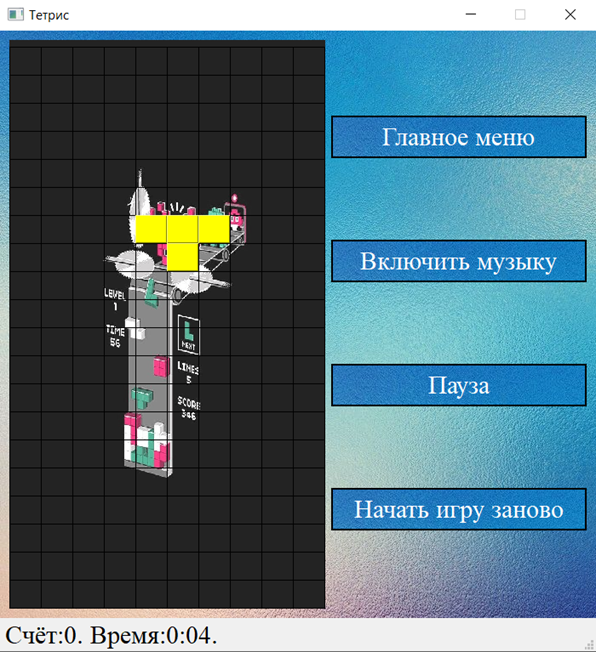 Тетрис
Главное меню
Включить музыку
Пауза
Начать игру заново
LEVEL
1
TIME
56
NEXT
LINES
5
SCORE
346
Счёт:0. Время:0:04.